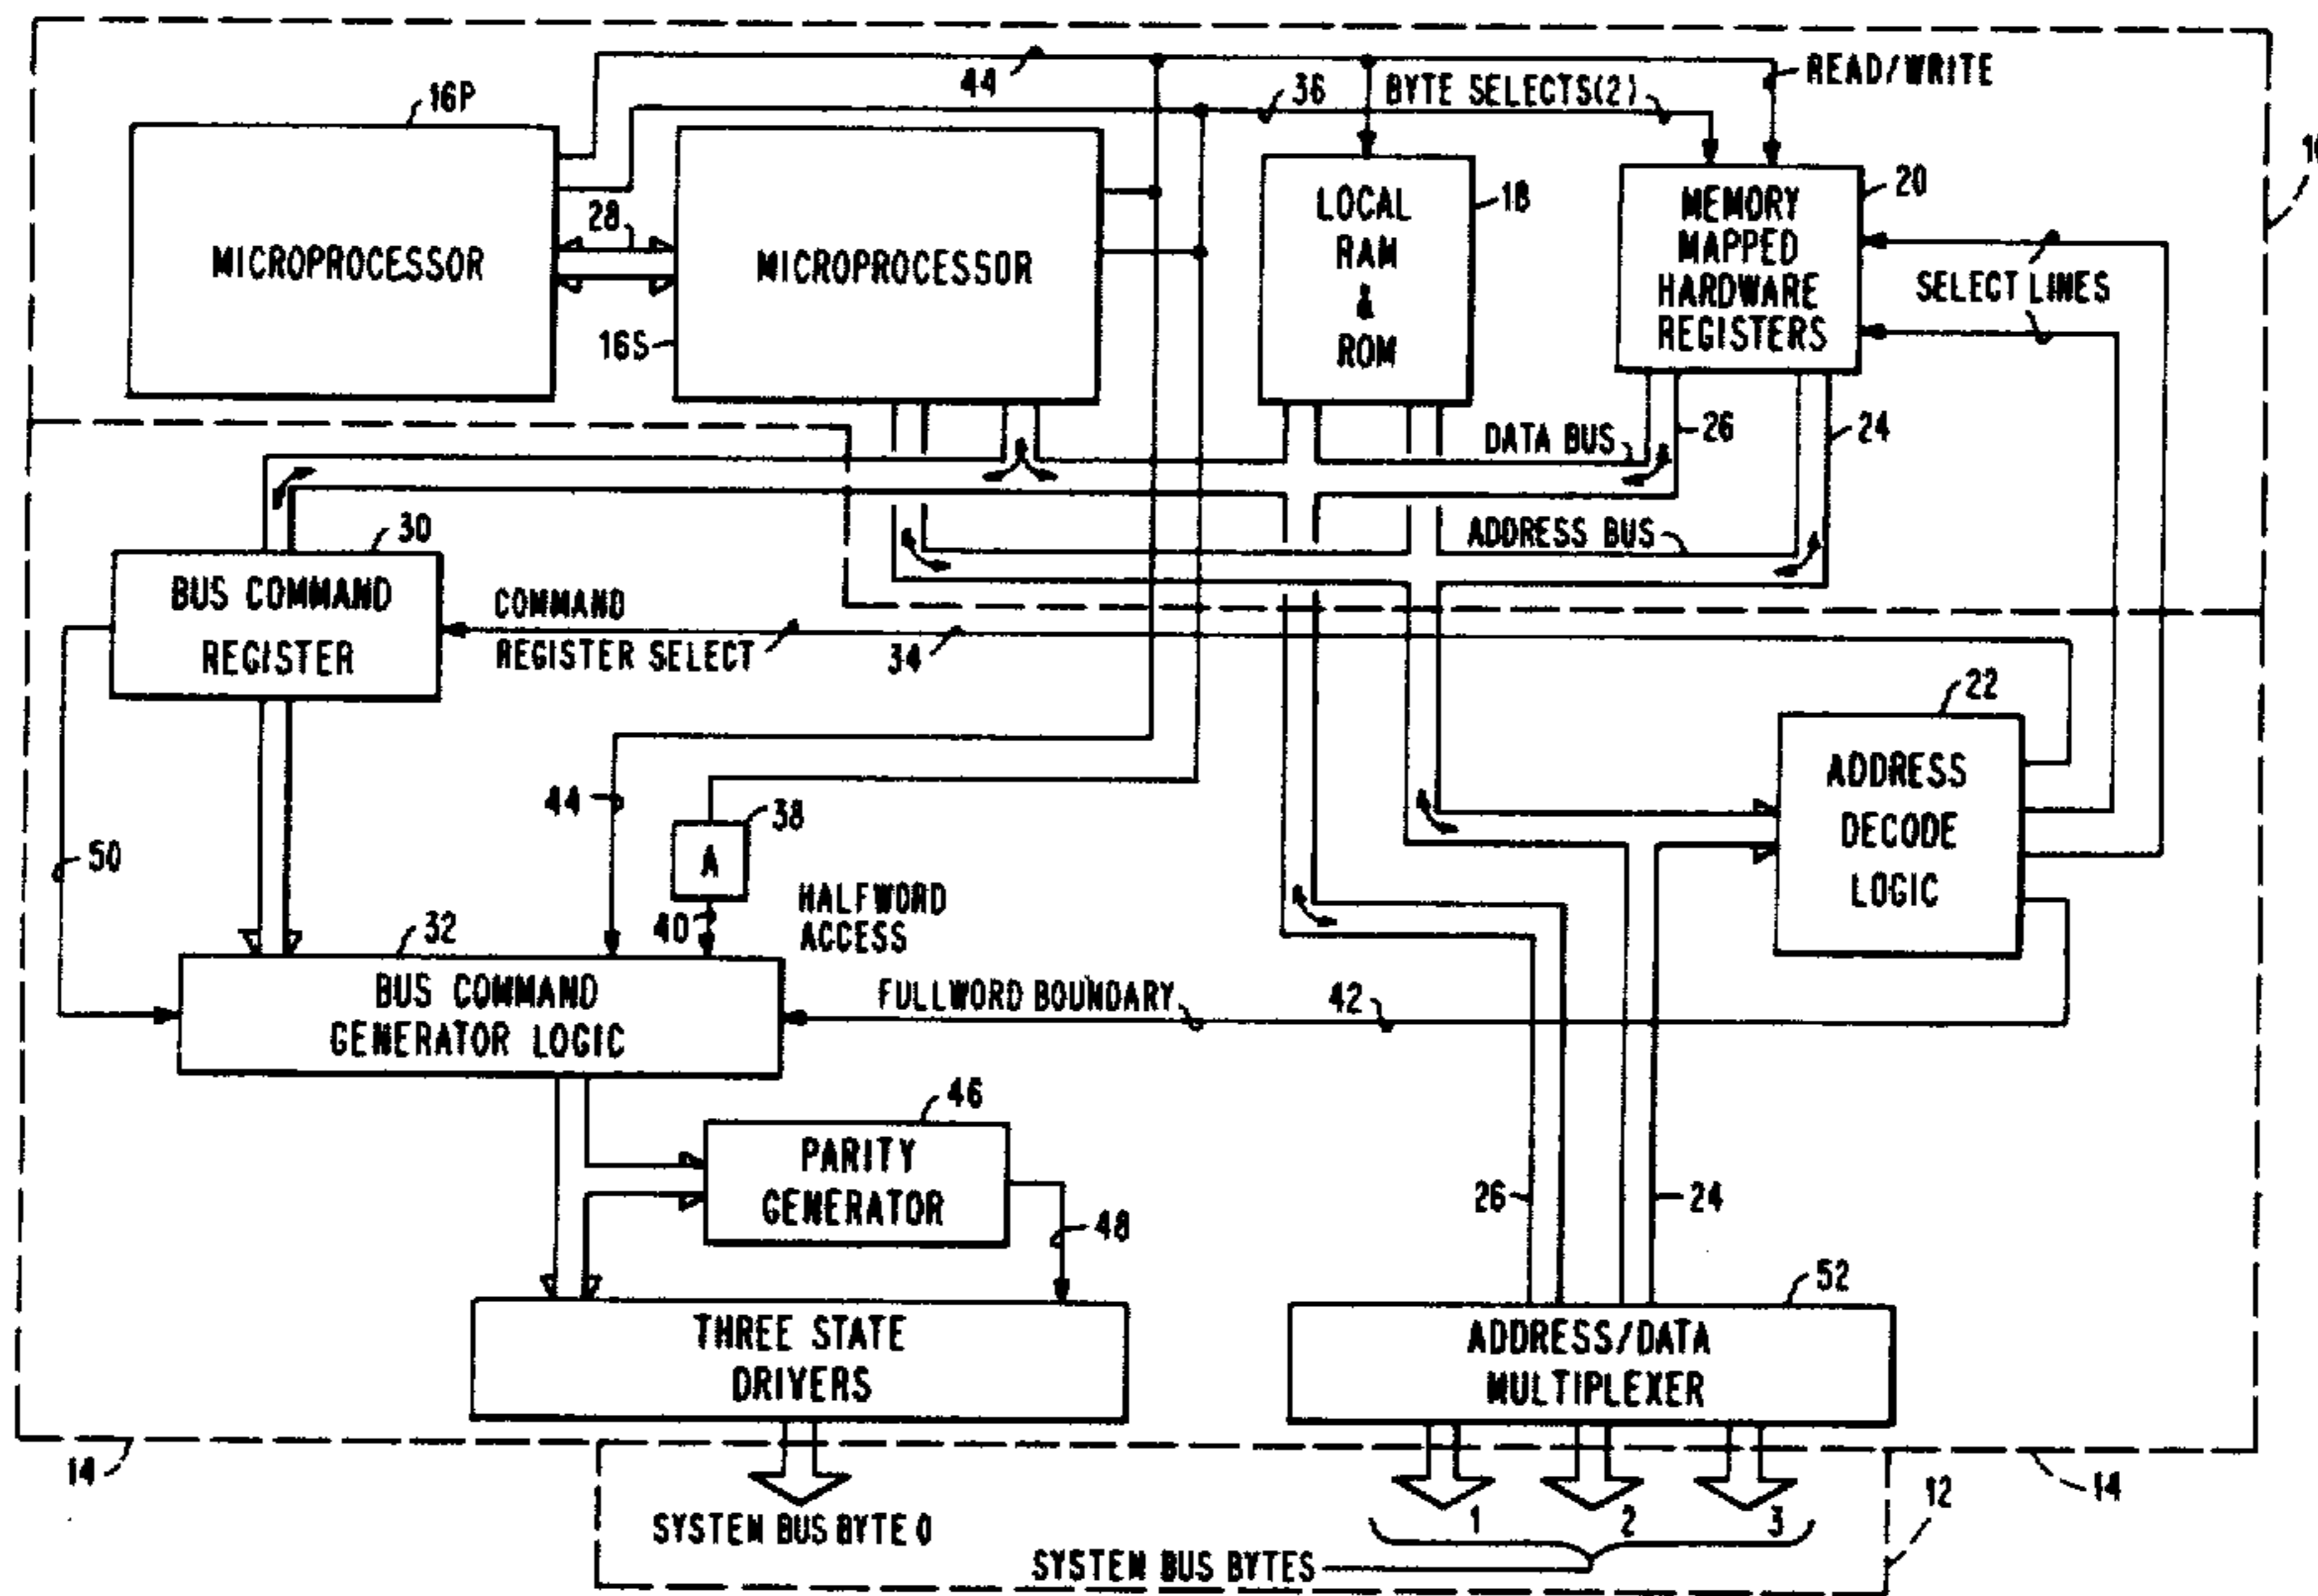 44
16P
36
BYTE SELECTS(2)
READ/WRITE
MICROPROCESSOR
28
MICROPROCESSOR
16S
LOCAL
RAM
&
ROM
18
MEMORY
MAPPED
HARDWARE
REGISTERS
20
SELECT LINES
DATA BUS
26
24
ADDRESS BUS
30
BUS COMMAND
REGISTER
COMMAND
REGISTER SELECT
34
22
ADDRESS
DECODE
LOGIC
44
38
A
50
40
HALFWORD
ACCESS
32
BUS COMMAND
GENERATOR LOGIC
FULLWORD BOUNDARY
42
46
PARITY
GENERATOR
48
26
24
52
THREE STATE
DRIVERS
ADDRESS/DATA
MULTIPLEXER
14
14
12
SYSTEM BUS BYTE 0
1
2
3
SYSTEM BUS BYTES